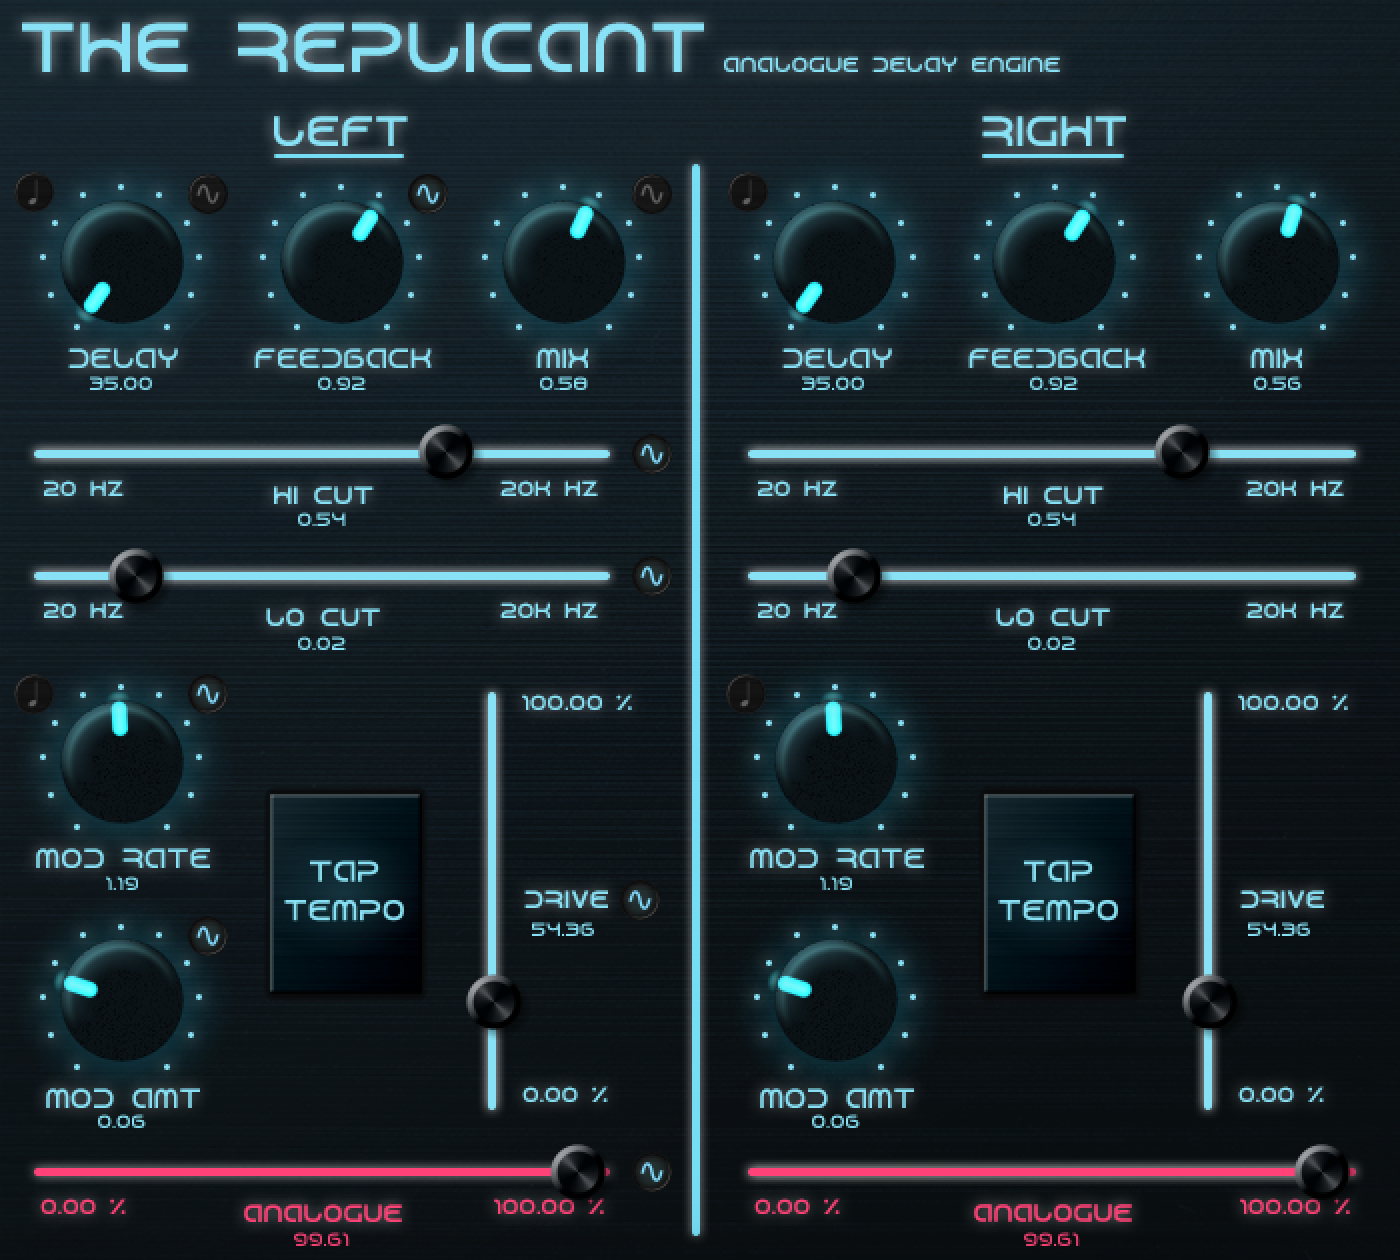 THE REPLICANT ANALOGUE DELAY ENGINE
LEFT
DELAY
35.00
FEEDBACK
0.92
MIX
0.58
20 HZ
HI CUT
0.54
20K HZ
20 HZ
LO CUT
0.02
20K HZ
MOD RATE
1.19
MOD AMT
0.06
TAP
TEMPO
100.00 %
DRIVE
54.36
0.00 %
0.00 %
ANALOGUE
99.61
100.00 %
RIGHT
DELAY
35.00
FEEDBACK
0.92
MIX
0.56
20 HZ
HI CUT
0.54
20K HZ
20 HZ
LO CUT
0.02
20K HZ
MOD RATE
1.19
MOD AMT
0.06
TAP
TEMPO
100.00 %
DRIVE
54.36
0.00 %
0.00 %
ANALOGUE
99.61
100.00 %